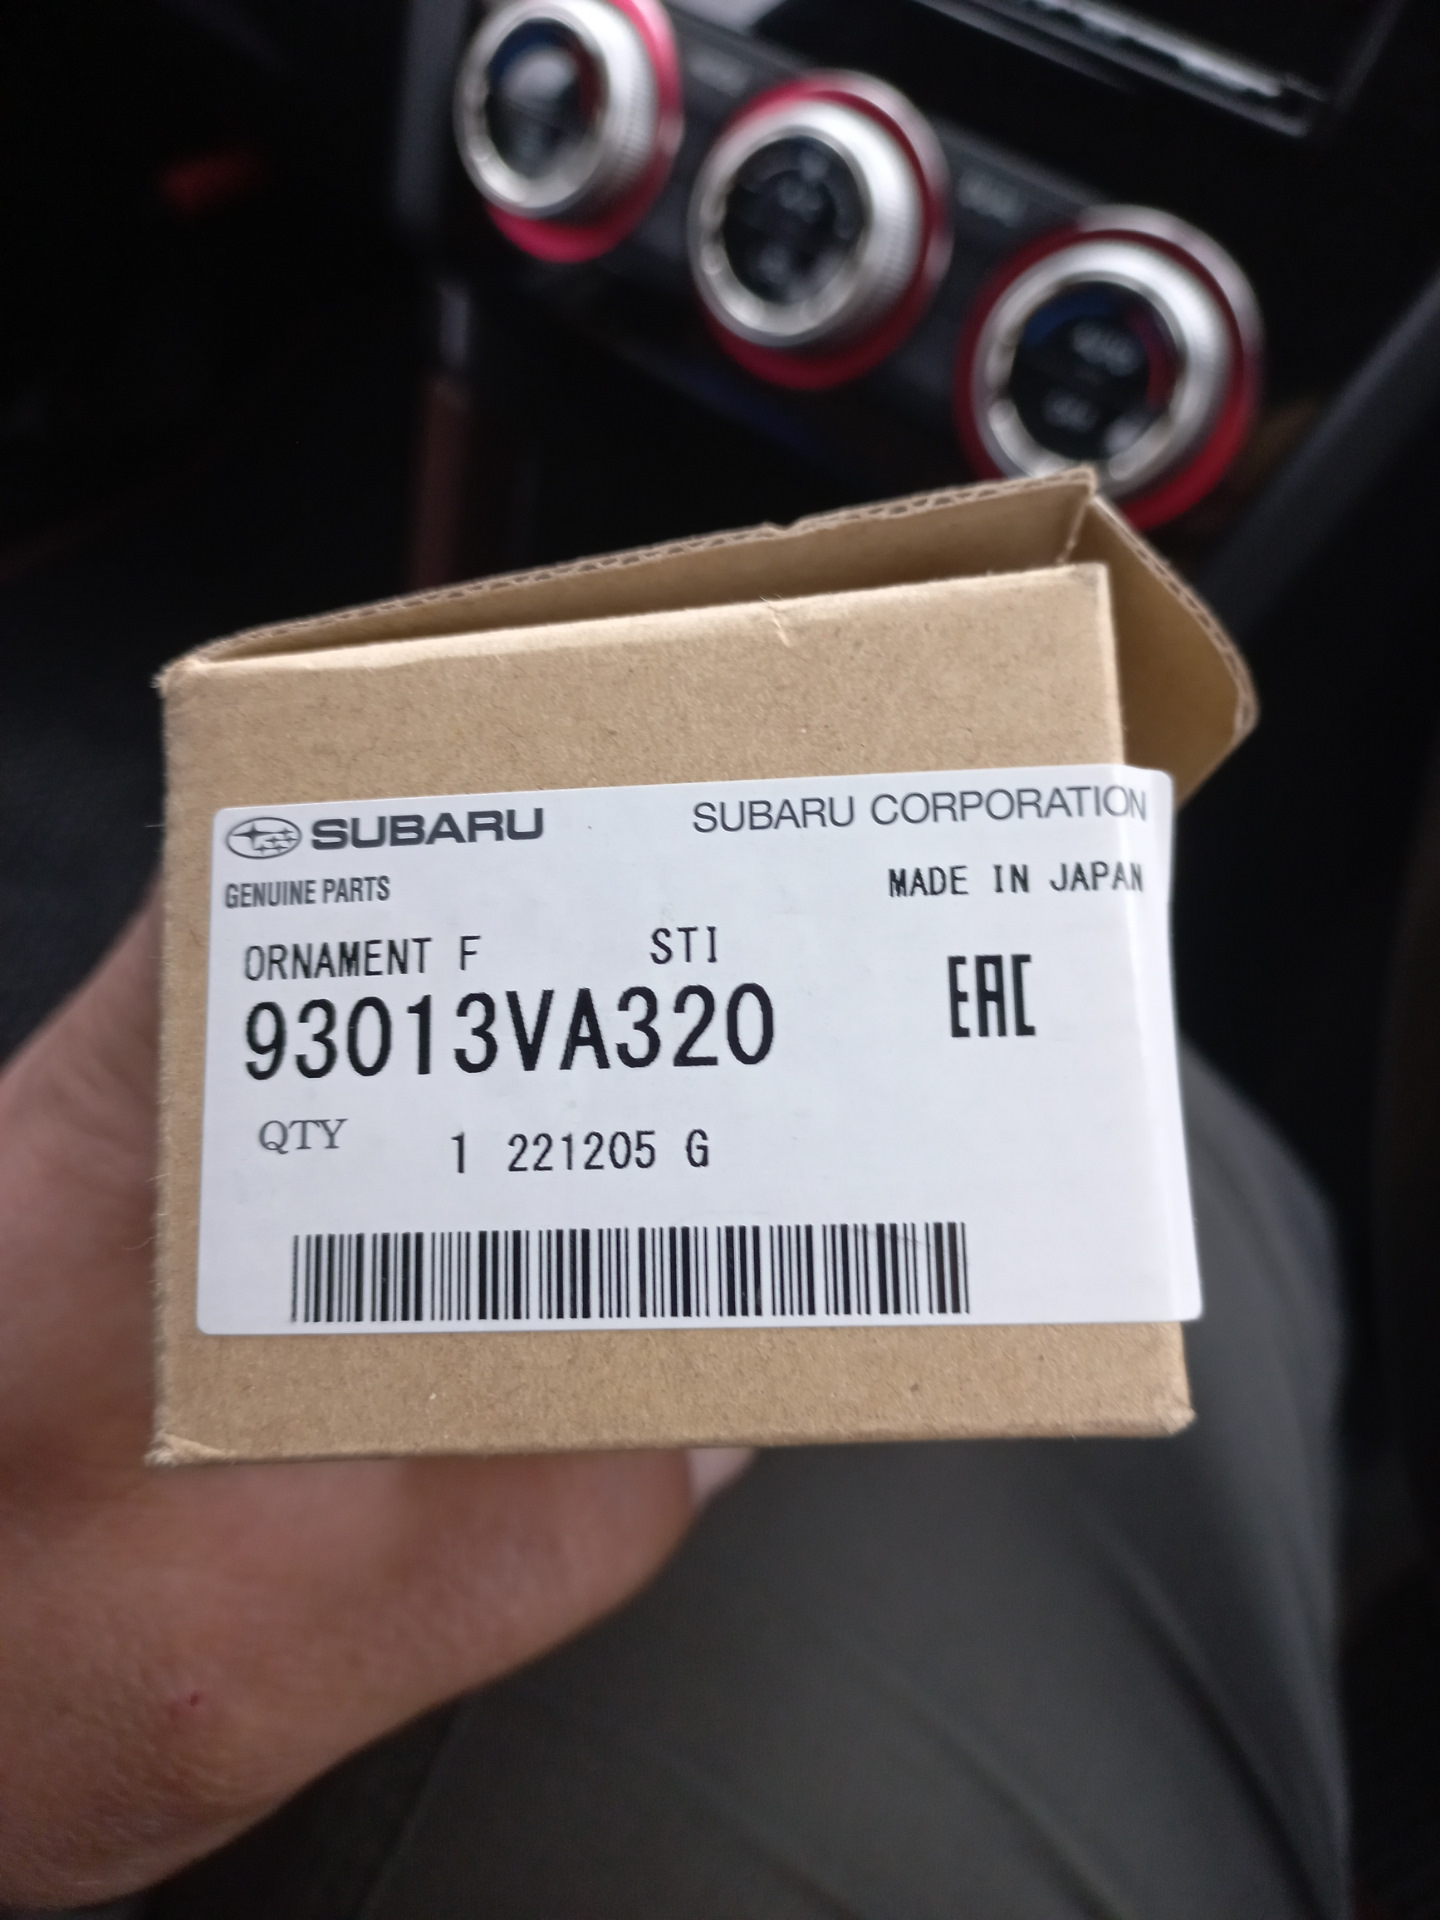 SUBARU SUBARU CORPORATION
GENUINE PARTS MADE IN JAPAN
ORNAMENT F STI
93013VA320 EAC
QTY 1 221205 G